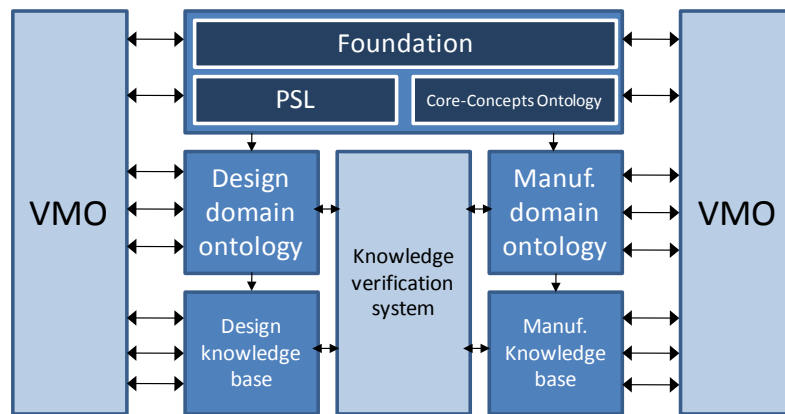 Foundation
PSL
Core-Concepts Ontology
VMO
Design
domain
ontology
Knowledge
verification
system
Manuf.
domain
ontology
VMO
Design
knowledge
base
Manuf.
Knowledge
base